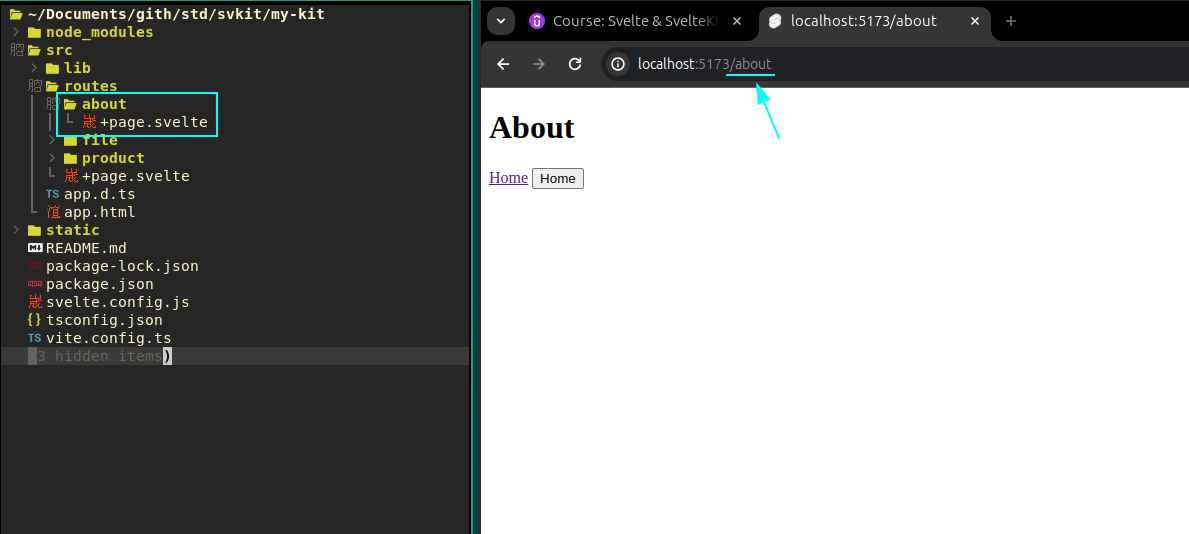 ~/Documents/gith/std/svkit/my-kit
node_modules
src
lib
routes
about
+page.svelte
file
product
+page.svelte
TS app.d.ts
app.html
static
README.md
package-lock.json
package.json
svelte.config.js
{} tsconfig.json
TS vite.config.ts
3 hidden items)
Course: Svelte & SvelteKi
localhost:5173/about
localhost:5173/about
About
Home Home